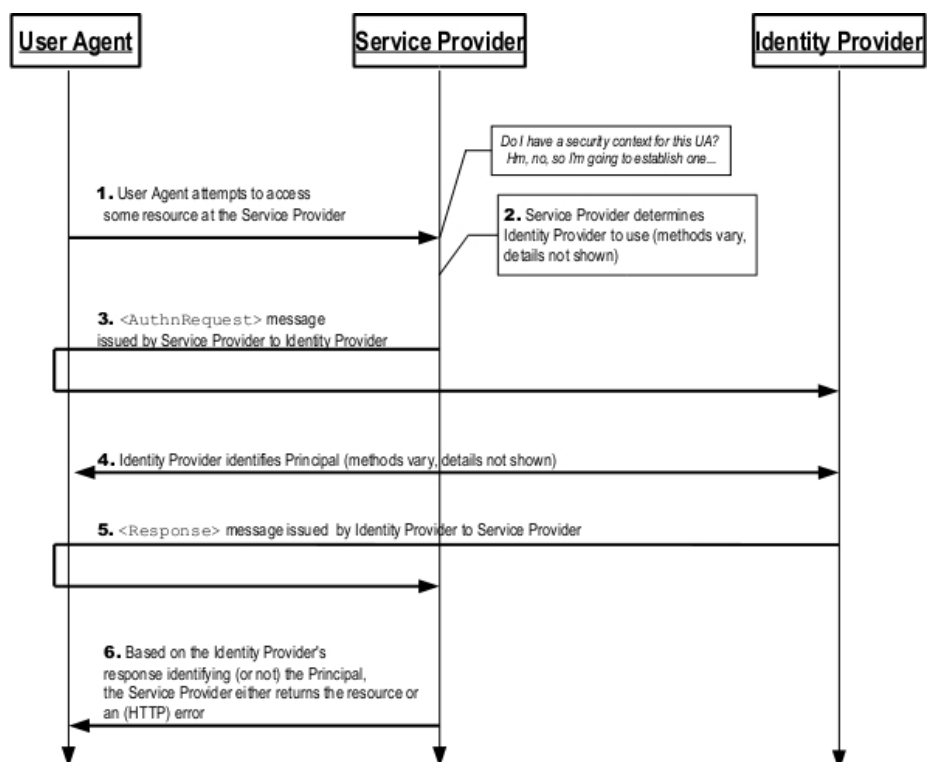 User Agent
Service Provider
Identity Provider
Do I have a security context for this UA?
Hm, no, so I'm going to establish one...
1. User Agent attempts to access
some resource at the Service Provider
2. Service Provider determines
Identity Provider to use (methods vary,
details not shown)
3. <AuthnRequest> message
issued by Service Provider to Identity Provider
4. Identity Provider identifies Principal (methods vary, details not shown)
5. <Response> message issued by Identity Provider to Service Provider
6. Based on the Identity Provider's
response identifying (or not) the Principal,
the Service Provider either returns the resource or
an (HTTP) error